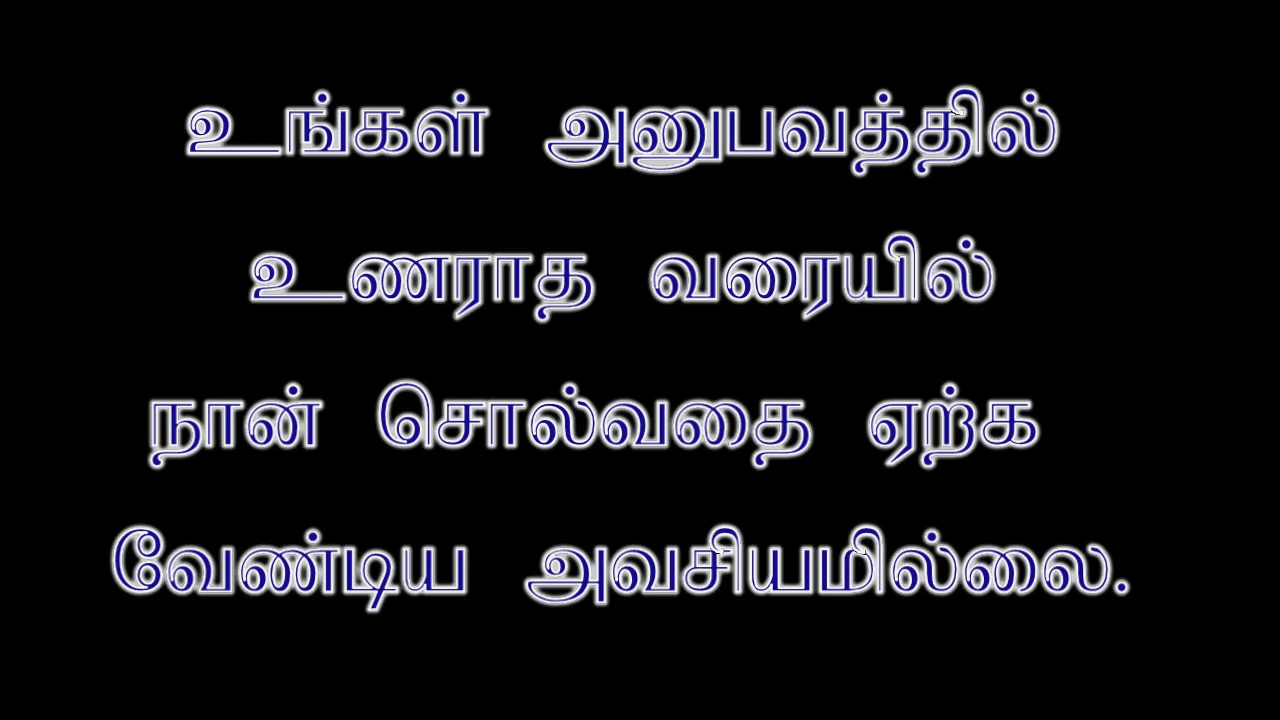 உங்கள் அனுபவத்தில்
உணராத வரையில்
நான் சொல்வதை ஏற்க
வேண்டிய அவசியமில்லை.